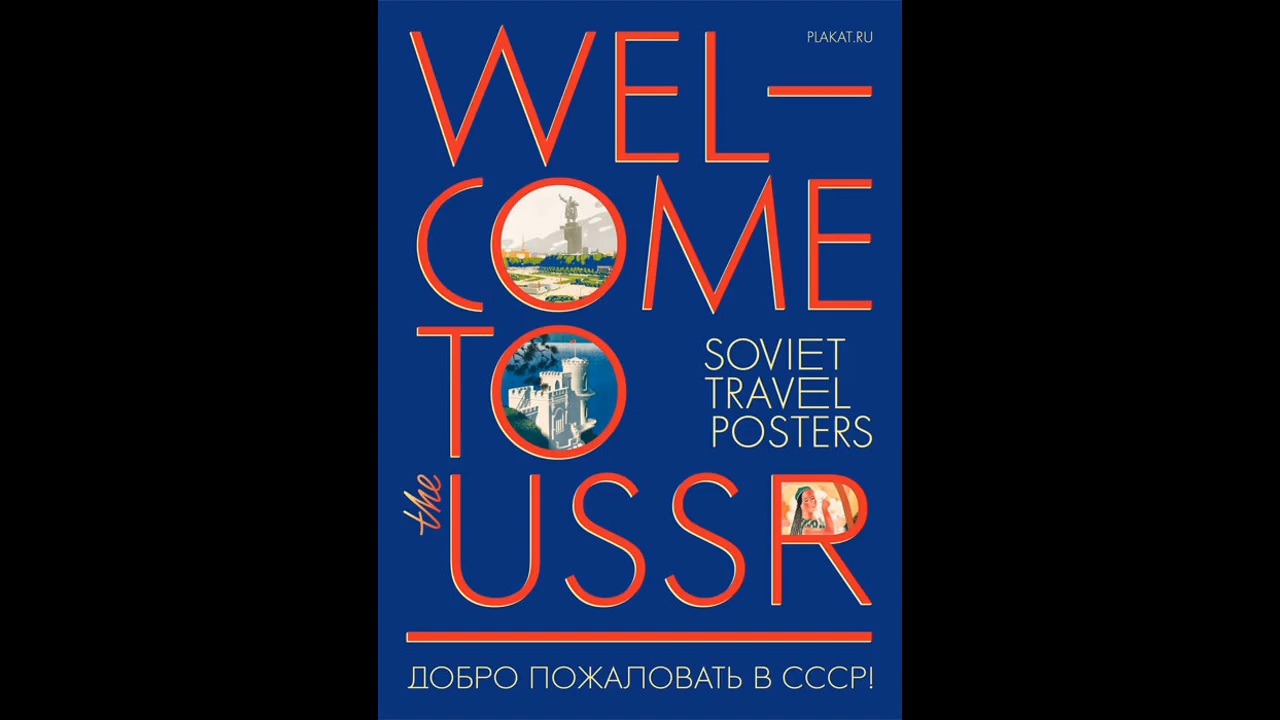 PLAKAT.RU
WEL—
COME
TO
SOVIET
TRAVEL
POSTERS
the
USSR
ДОБРО ПОЖАЛОВАТЬ В СССР!